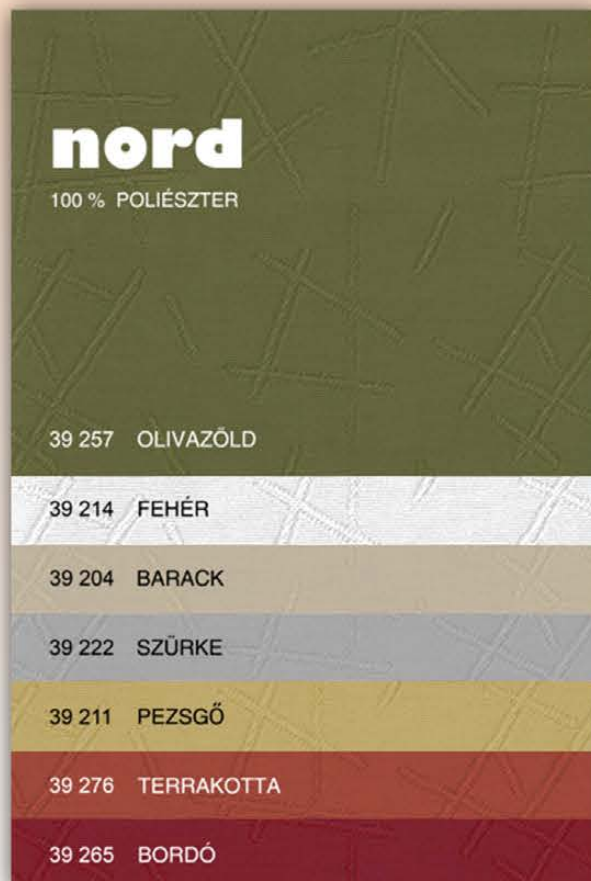 nord
100 % POLIÉSZTER
39 257 OLIVAZÖLD
39 214 FEHÉR
39 204 BARACK
39 222 SZÜRKE
39 211 PEZSGŐ
39 276 TERRAKOTTA
39 265 BORDÓ